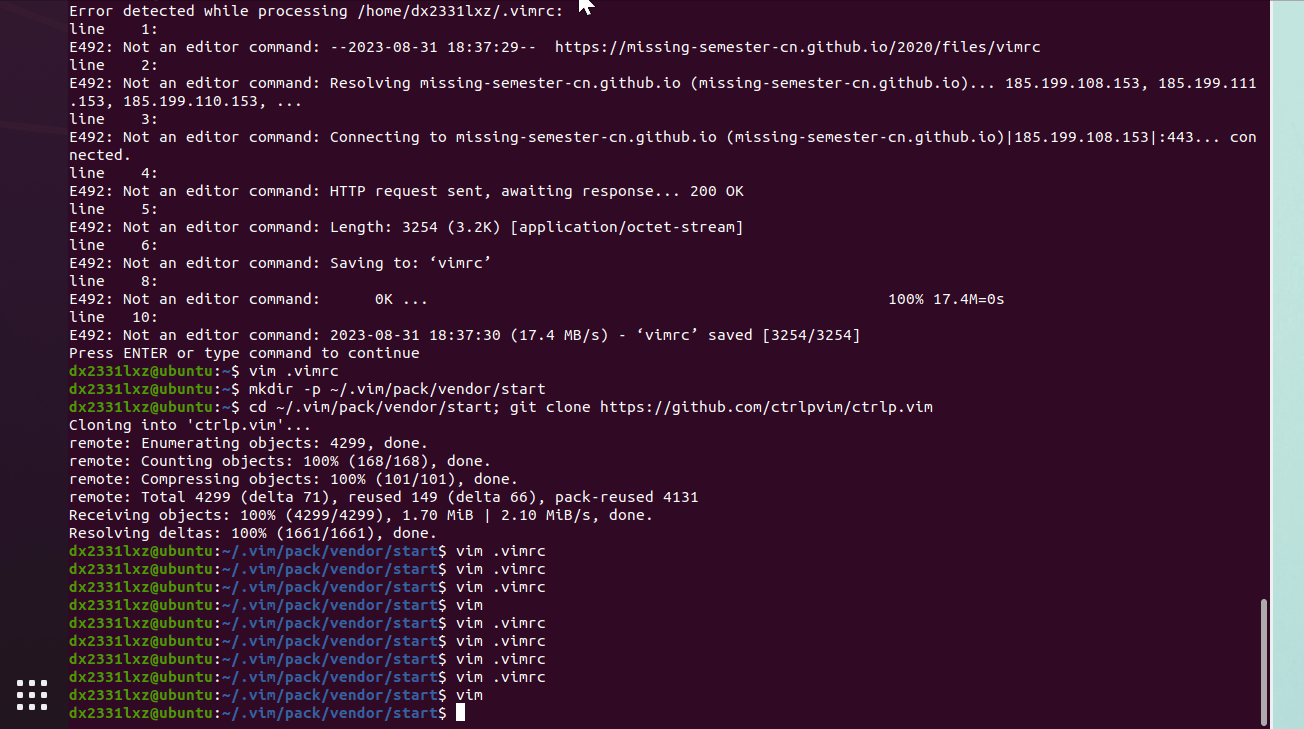 Error detected while processing /home/dx2331lxz/.vimrc:
line    1:
E492: Not an editor command: --2023-08-31 18:37:29--  https://missing-semester-cn.github.io/2020/files/vimrc
line    2:
E492: Not an editor command: Resolving missing-semester-cn.github.io (missing-semester-cn.github.io)... 185.199.108.153, 185.199.111
.153, 185.199.110.153, ...
line    3:
E492: Not an editor command: Connecting to missing-semester-cn.github.io (missing-semester-cn.github.io)|185.199.108.153|:443... con
nected.
line    4:
E492: Not an editor command: HTTP request sent, awaiting response... 200 OK
line    5:
E492: Not an editor command: Length: 3254 (3.2K) [application/octet-stream]
line    6:
E492: Not an editor command: Saving to: ‘vimrc’
line    8:
E492: Not an editor command:      0K ...                                                   100% 17.4M=0s
line   10:
E492: Not an editor command: 2023-08-31 18:37:30 (17.4 MB/s) - ‘vimrc’ saved [3254/3254]
Press ENTER or type command to continue
dx2331lxz@ubuntu:~$ vim .vimrc
dx2331lxz@ubuntu:~$ mkdir -p ~/.vim/pack/vendor/start
dx2331lxz@ubuntu:~$ cd ~/.vim/pack/vendor/start; git clone https://github.com/ctrlpvim/ctrlp.vim
Cloning into 'ctrlp.vim'...
remote: Enumerating objects: 4299, done.
remote: Counting objects: 100% (168/168), done.
remote: Compressing objects: 100% (101/101), done.
remote: Total 4299 (delta 71), reused 149 (delta 66), pack-reused 4131
Receiving objects: 100% (4299/4299), 1.70 MiB | 2.10 MiB/s, done.
Resolving deltas: 100% (1661/1661), done.
dx2331lxz@ubuntu:~/.vim/pack/vendor/start$ vim .vimrc
dx2331lxz@ubuntu:~/.vim/pack/vendor/start$ vim .vimrc
dx2331lxz@ubuntu:~/.vim/pack/vendor/start$ vim .vimrc
dx2331lxz@ubuntu:~/.vim/pack/vendor/start$ vim
dx2331lxz@ubuntu:~/.vim/pack/vendor/start$ vim .vimrc
dx2331lxz@ubuntu:~/.vim/pack/vendor/start$ vim .vimrc
dx2331lxz@ubuntu:~/.vim/pack/vendor/start$ vim .vimrc
dx2331lxz@ubuntu:~/.vim/pack/vendor/start$ vim .vimrc
dx2331lxz@ubuntu:~/.vim/pack/vendor/start$ vim
dx2331lxz@ubuntu:~/.vim/pack/vendor/start$